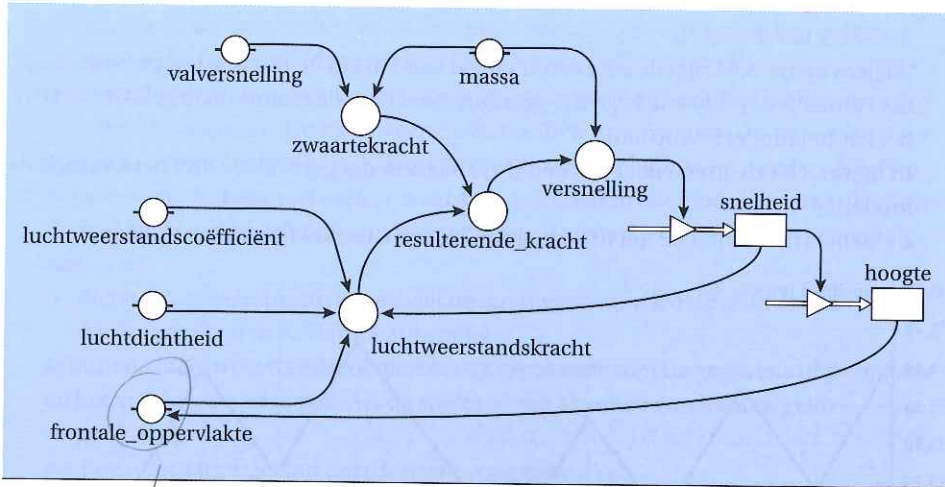 valversnelling
massa
zwaartekracht
versnelling
luchtweerstandscoëfficiënt
resulterende_kracht
snelheid
hoogte
luchtdichtheid
luchtweerstandskracht
frontale_oppervlakte